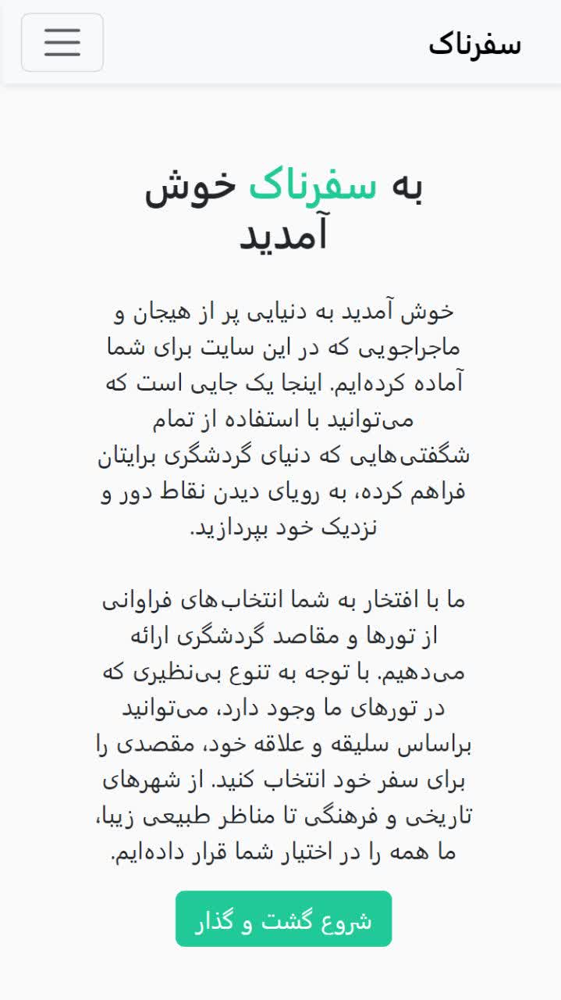 سفرناک
به سفرناک خوش
آمدید
خوش آمدید به دنیایی پر از هیجان و
ماجراجویی که در این سایت برای شما
آماده کرده‌ایم. اینجا یک جایی است که
می‌توانید با استفاده از تمام
شگفتی‌هایی که دنیای گردشگری برایتان
فراهم کرده، به رویای دیدن نقاط دور و
نزدیک خود بپردازید.
ما با افتخار به شما انتخاب‌های فراوانی
از تورها و مقاصد گردشگری ارائه
می‌دهیم. با توجه به تنوع بی‌نظیری که
در تورهای ما وجود دارد، می‌توانید
براساس سلیقه و علاقه خود، مقصدی را
برای سفر خود انتخاب کنید. از شهرهای
تاریخی و فرهنگی تا مناظر طبیعی زیبا،
ما همه را در اختیار شما قرار داده‌ایم.
شروع گشت و گذار